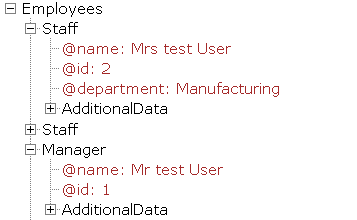 Employees
Staff
@name: Mrs test User
@id: 2
@department: Manufacturing
AdditionalData
Staff
Manager
@name: Mr test User
@id: 1
AdditionalData